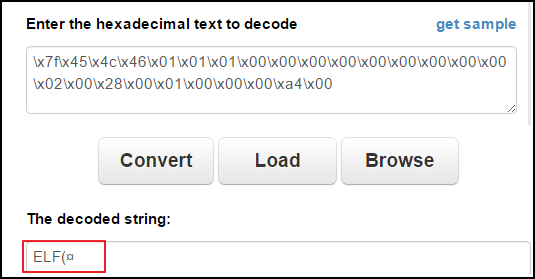 Enter the hexadecimal text to decode get sample
\x7f\x45\x4c\x46\x01\x01\x01\x00\x00\x00\x00\x00\x00\x00\x00\x00
\x02\x00\x28\x00\x01\x00\x00\x00\xa4\x00
Convert Load Browse
The decoded string:
ELF(¤